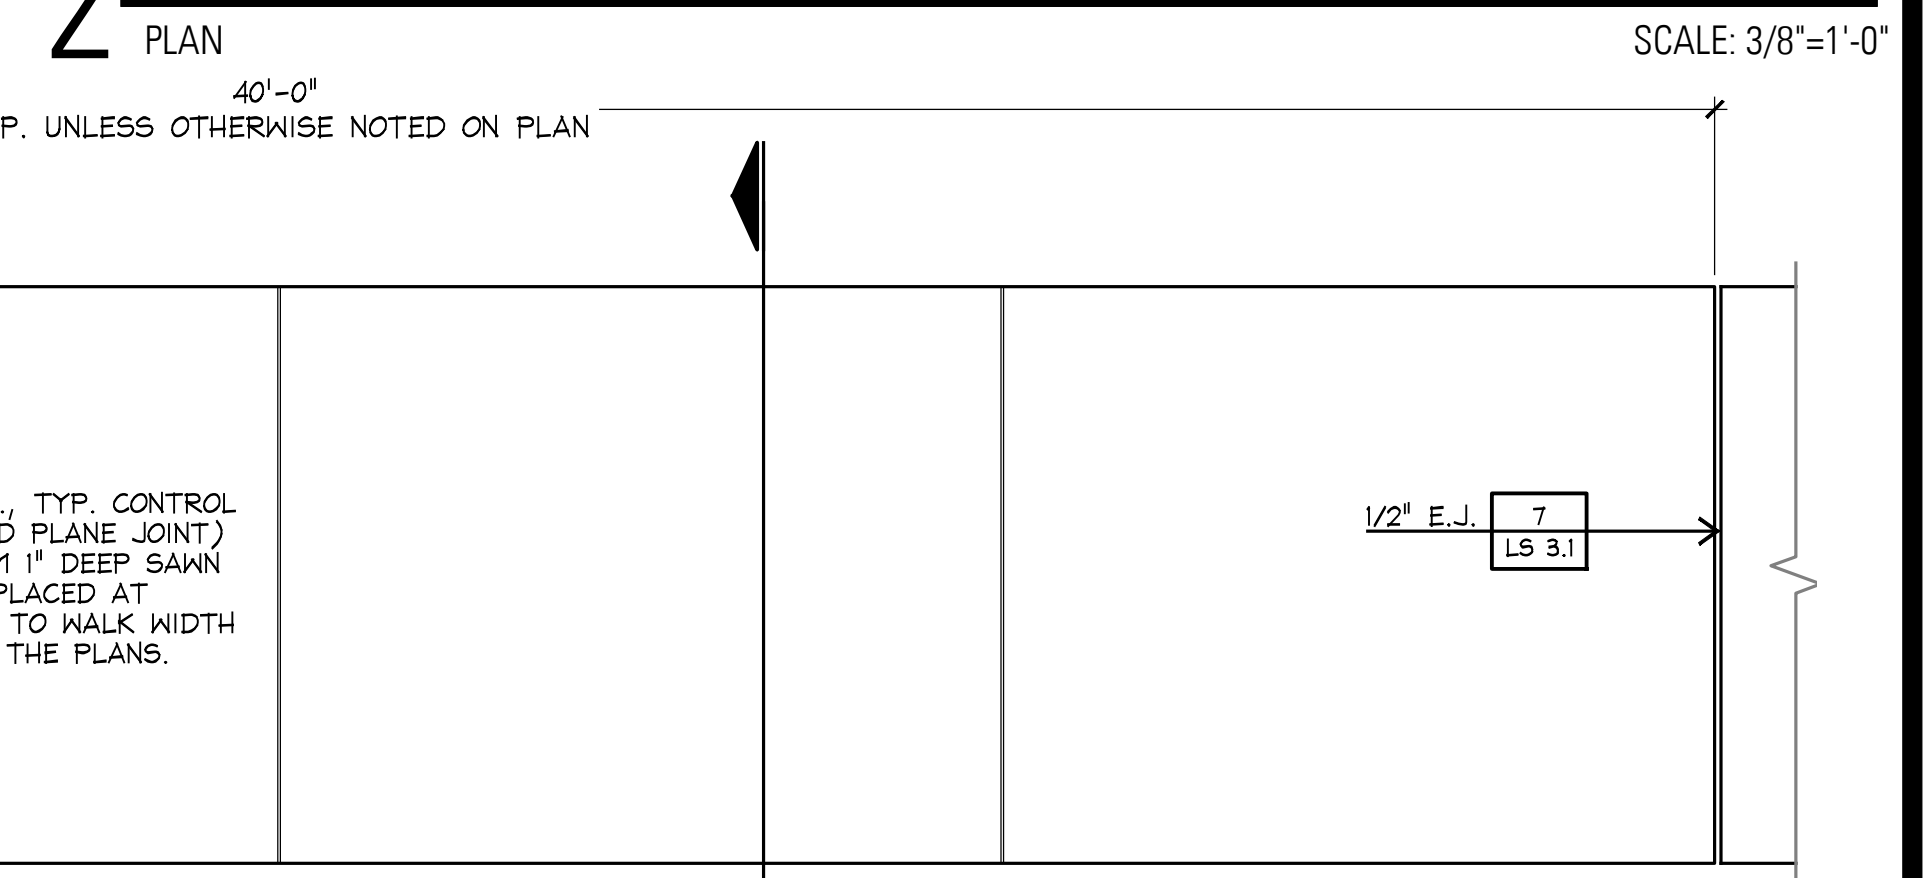 PLAN
SCALE: 3/8"=1'-0"
40'-0"
P. UNLESS OTHERWISE NOTED ON PLAN
., TYP. CONTROL
D PLANE JOINT)
1" DEEP SAWN
PLACED AT
TO WALK WIDTH
THE PLANS.
1/2" E.J.
7
LS 3.1